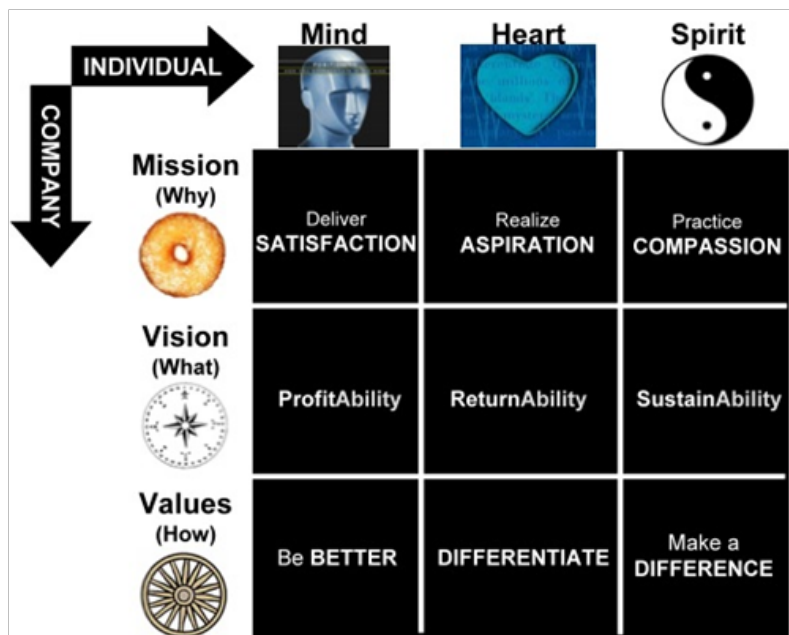 Mind
Heart
Spirit
INDIVIDUAL
COMPANY
Mission
(Why)
Deliver
SATISFACTION
Realize
ASPIRATION
Practice
COMPASSION
Vision
(What)
ProfitAbility
ReturnAbility
SustainAbility
Values
(How)
Be BETTER
DIFFERENTIATE
Make a
DIFFERENCE